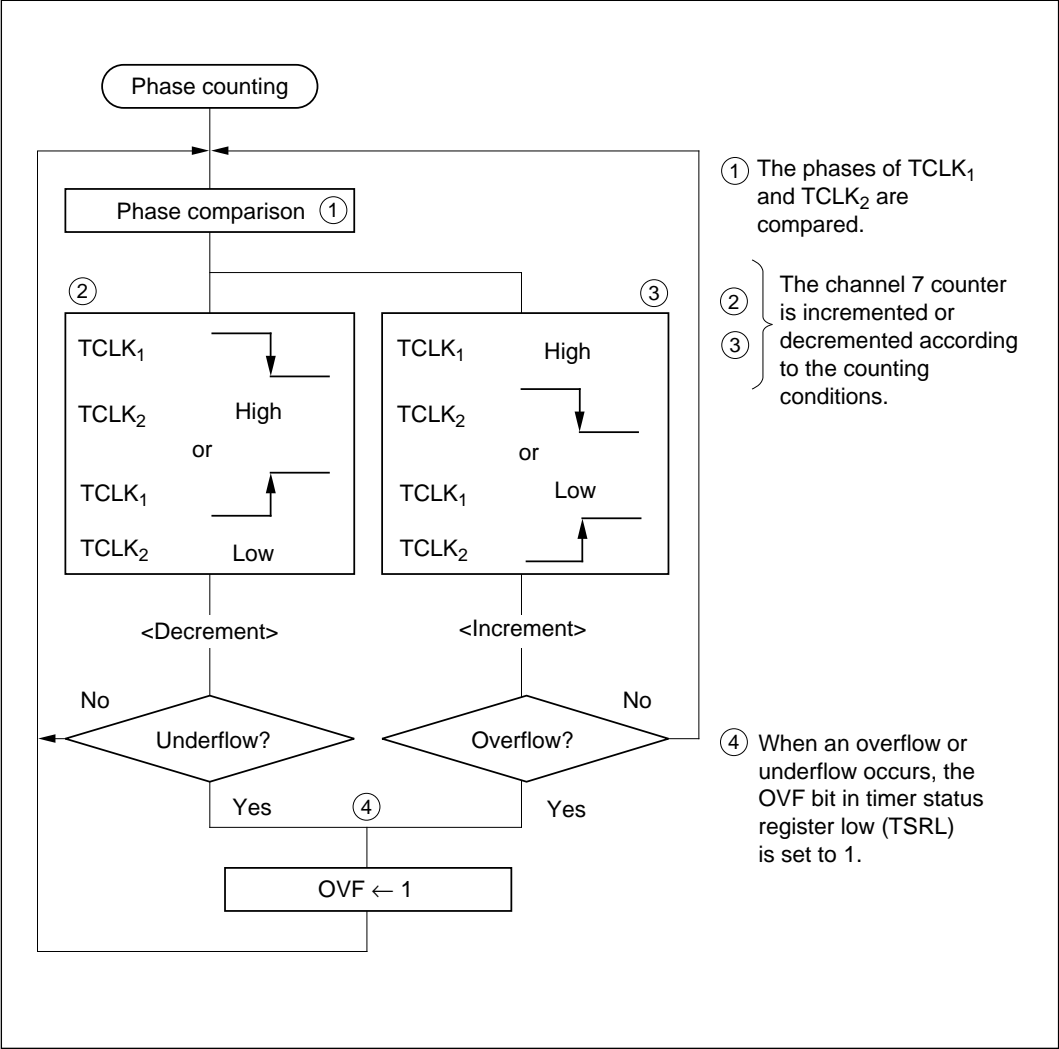 Phase counting
Phase comparison ①
① The phases of TCLK₁
and TCLK₂ are
compared.
②
③
②
③
The channel 7 counter
is incremented or
decremented according
to the counting
conditions.
TCLK₁
TCLK₂ High
or
TCLK₁
TCLK₂ Low
TCLK₁ High
TCLK₂
or
TCLK₁ Low
TCLK₂
<Decrement>
<Increment>
No
Underflow?
Yes
No
Overflow?
Yes
④
④ When an overflow or
underflow occurs, the
OVF bit in timer status
register low (TSRL)
is set to 1.
OVF ← 1